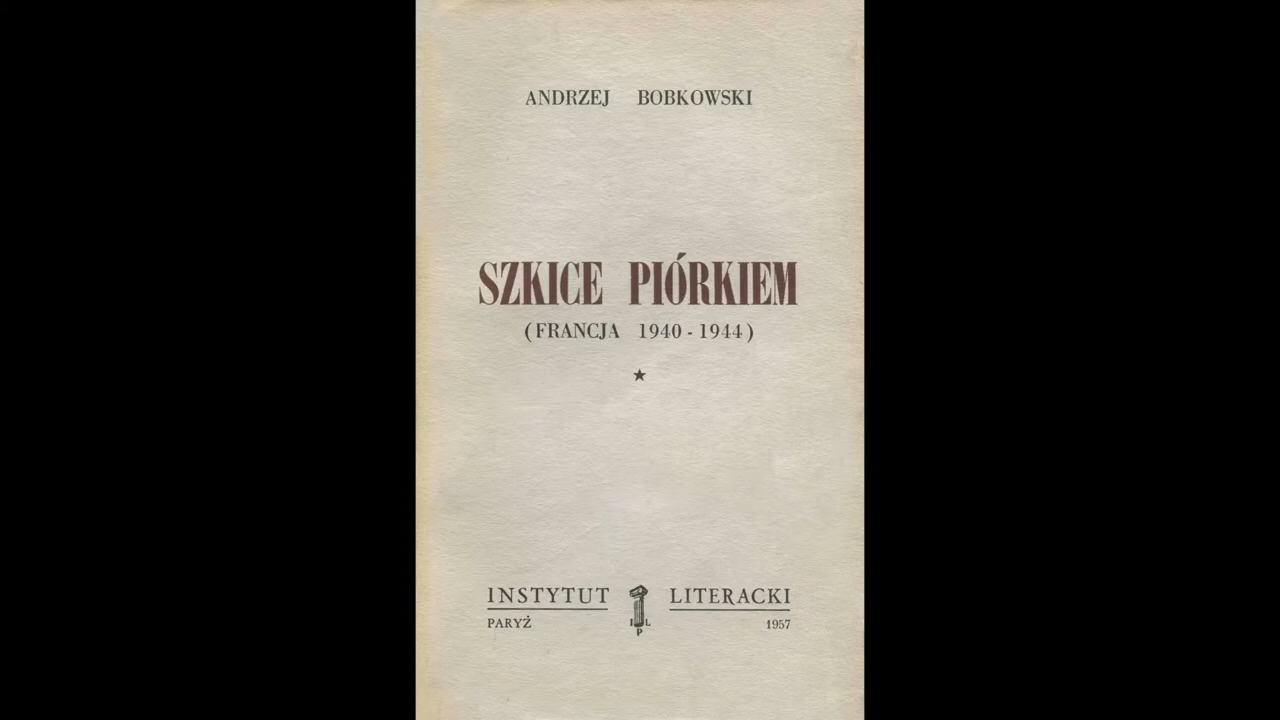 ANDRZEJ BOBKOWSKI
SZKICE PIÓRKIEM
(FRANCJA 1940 - 1944)
★
INSTYTUT LITERACKI
I L
P
PARYŻ 1957